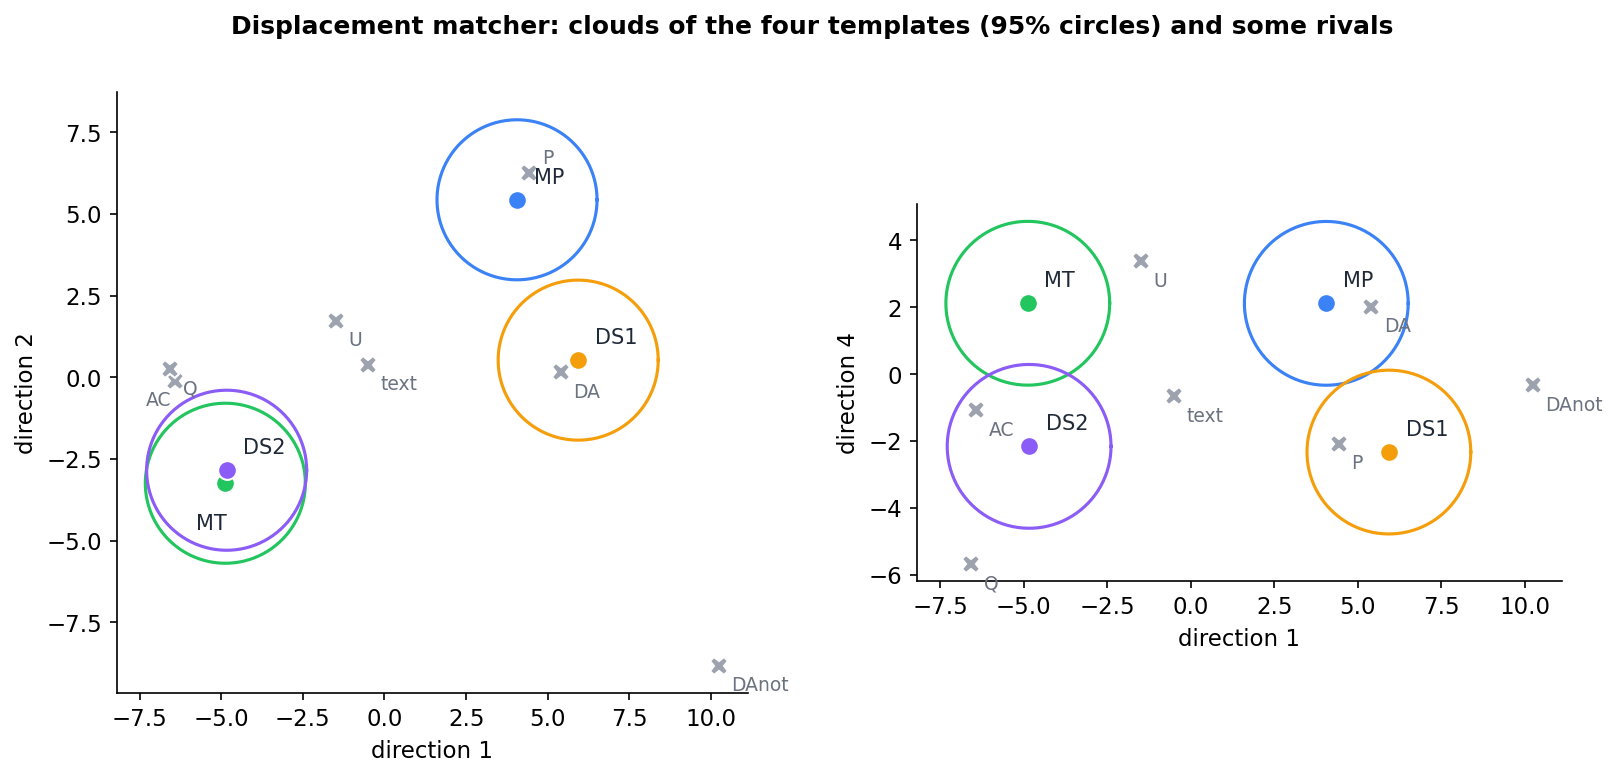 Displacement matcher: clouds of the four templates (95% circles) and some rivals
7.5
5.0
2.5
0.0
−2.5
−5.0
−7.5
direction 2
P
MP
DS1
U
text
DA
AC
Q
DS2
MT
DAnot
−7.5
−5.0
−2.5
0.0
2.5
5.0
7.5
10.0
direction 1
4
2
0
−2
−4
−6
direction 4
MT
U
MP
DA
DAnot
text
AC
DS2
DS1
P
Q
−7.5
−5.0
−2.5
0.0
2.5
5.0
7.5
10.0
direction 1